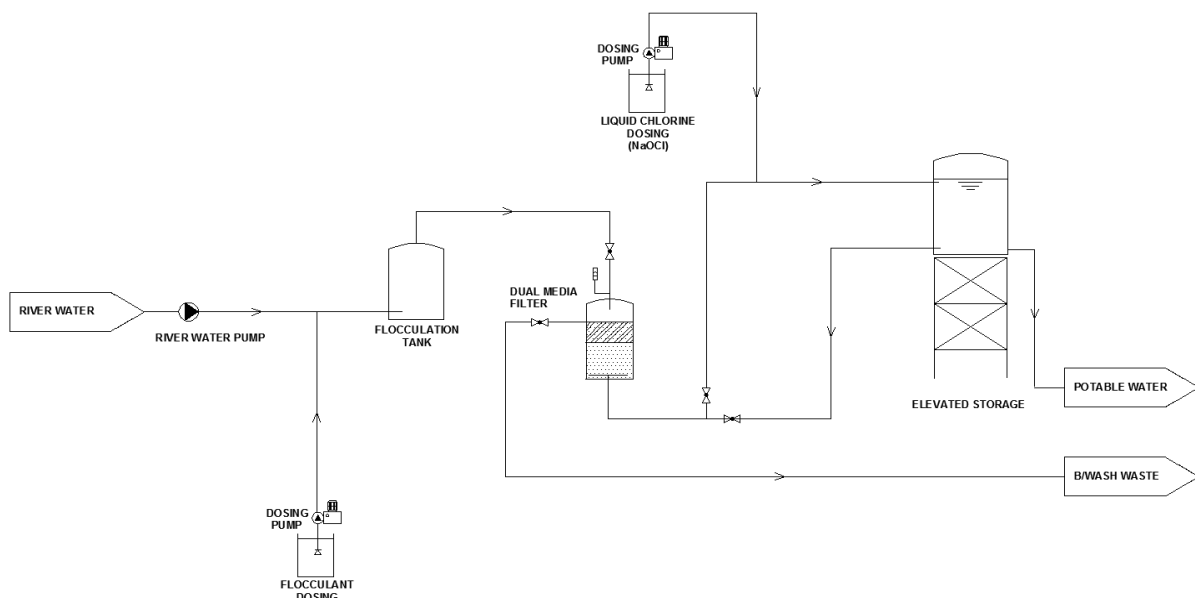 DOSING
PUMP
LIQUID CHLORINE
DOSING
(NaOCl)
RIVER WATER
RIVER WATER PUMP
FLOCCULATION
TANK
DUAL MEDIA
FILTER
ELEVATED STORAGE
POTABLE WATER
B/WASH WASTE
DOSING
PUMP
FLOCCULANT
DOSING